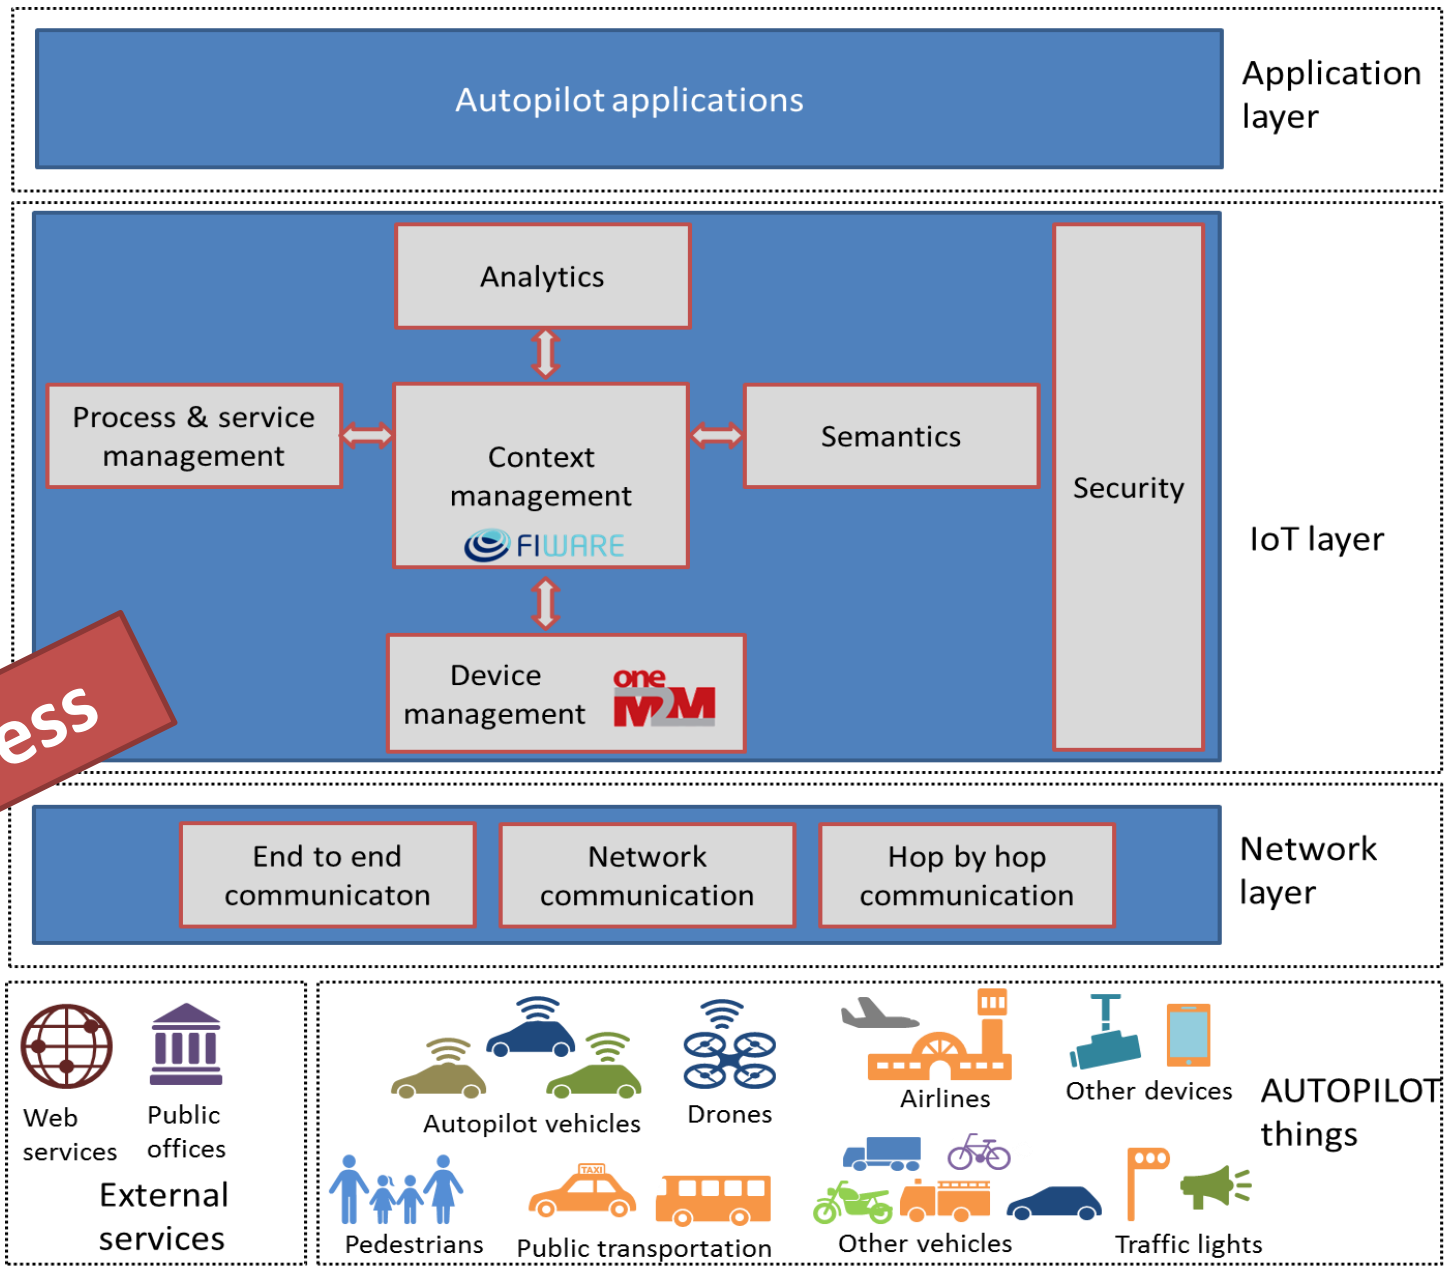 Autopilot applications
Application
layer
Analytics
Process & service
management
Context
management
FIWARE
Semantics
Security
IoT layer
Device
management
one
M2M
ess
End to end
communicaton
Network
communication
Hop by hop
communication
Network
layer
Web
services
Public
offices
External
services
Autopilot vehicles
Drones
Airlines
Other devices
AUTOPILOT
things
Pedestrians
TAXI
Public transportation
Other vehicles
Traffic lights